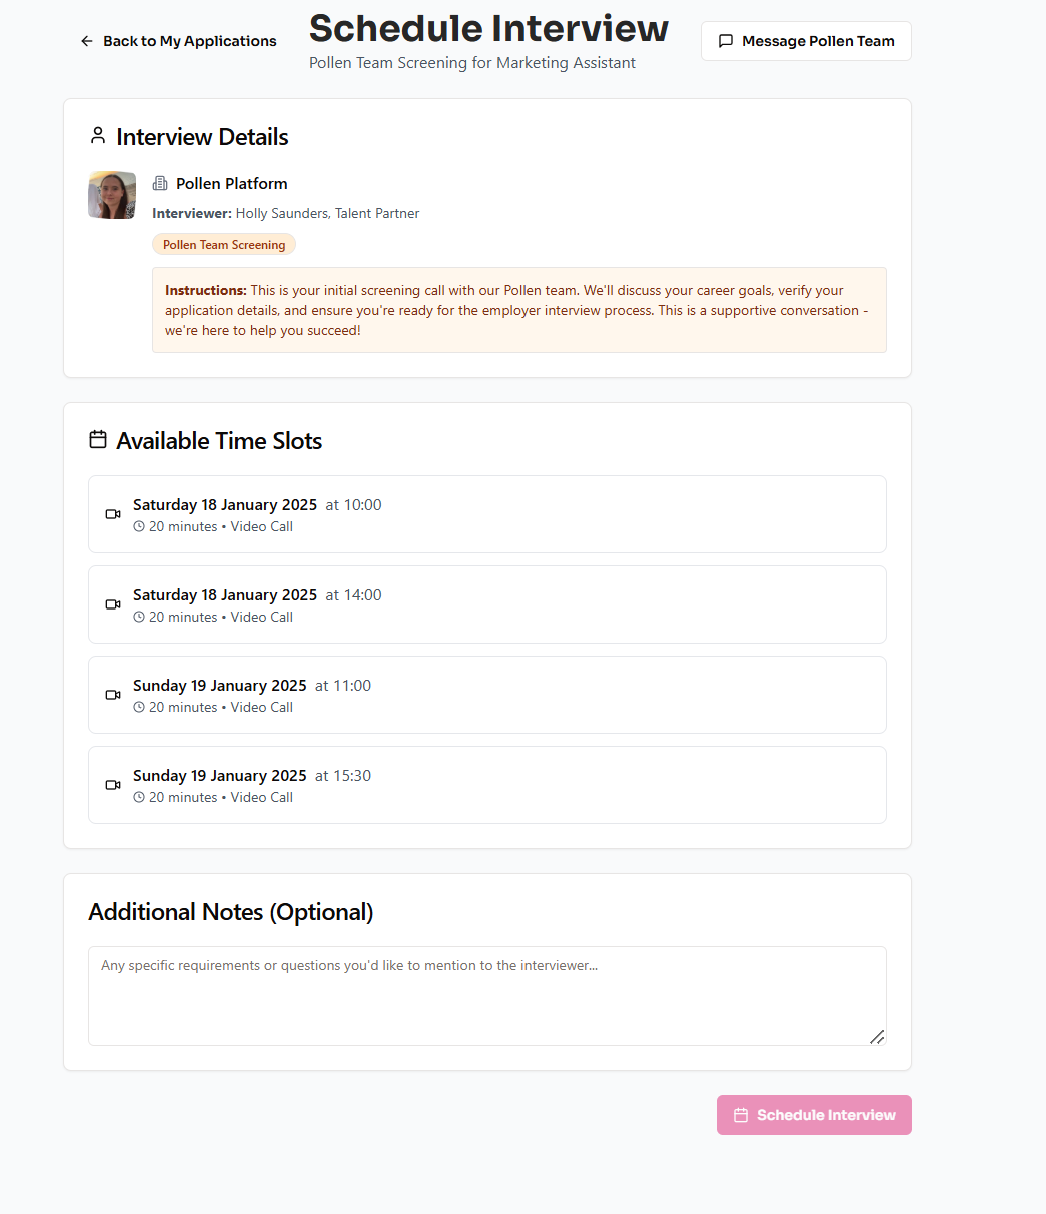 Back to My Applications
Schedule Interview
Pollen Team Screening for Marketing Assistant
Message Pollen Team
Interview Details
Pollen Platform
Interviewer: Holly Saunders, Talent Partner
Pollen Team Screening
Instructions: This is your initial screening call with our Pollen team. We'll discuss your career goals, verify your
application details, and ensure you're ready for the employer interview process. This is a supportive conversation -
we're here to help you succeed!
Available Time Slots
Saturday 18 January 2025 at 10:00
20 minutes • Video Call
Saturday 18 January 2025 at 14:00
20 minutes • Video Call
Sunday 19 January 2025 at 11:00
20 minutes • Video Call
Sunday 19 January 2025 at 15:30
20 minutes • Video Call
Additional Notes (Optional)
Any specific requirements or questions you'd like to mention to the interviewer...
Schedule Interview